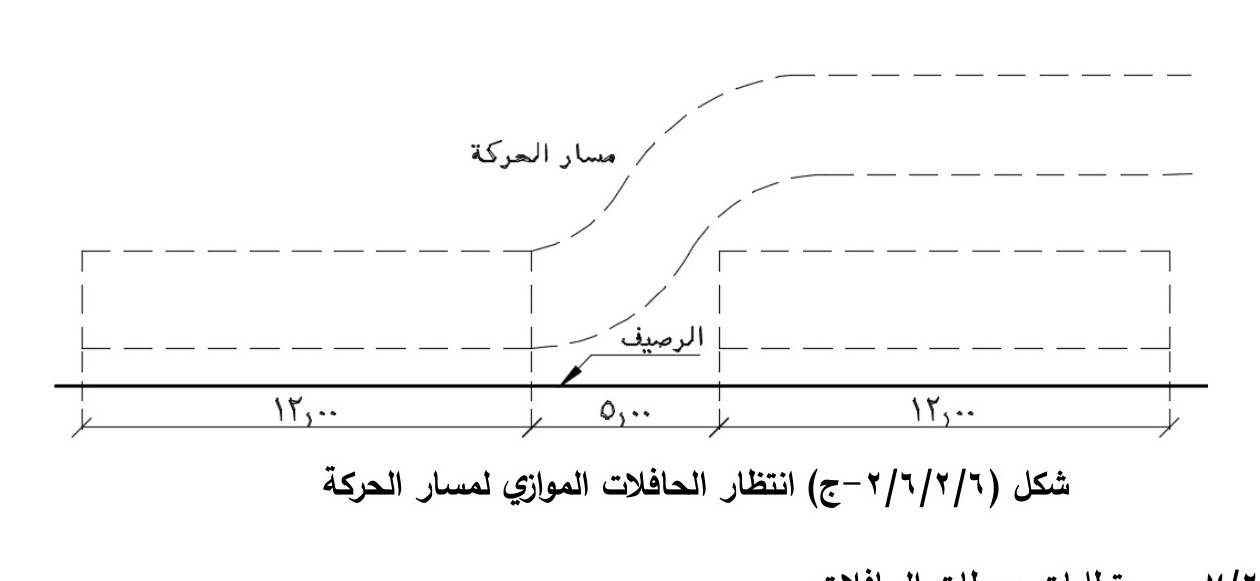 مسار الحركة
الرصيف
١٢٫٠٠ ٥٫٠٠ ١٢٫٠٠
شكل (٢/٦/٢/٦-ج) انتظار الحافلات الموازي لمسار الحركة